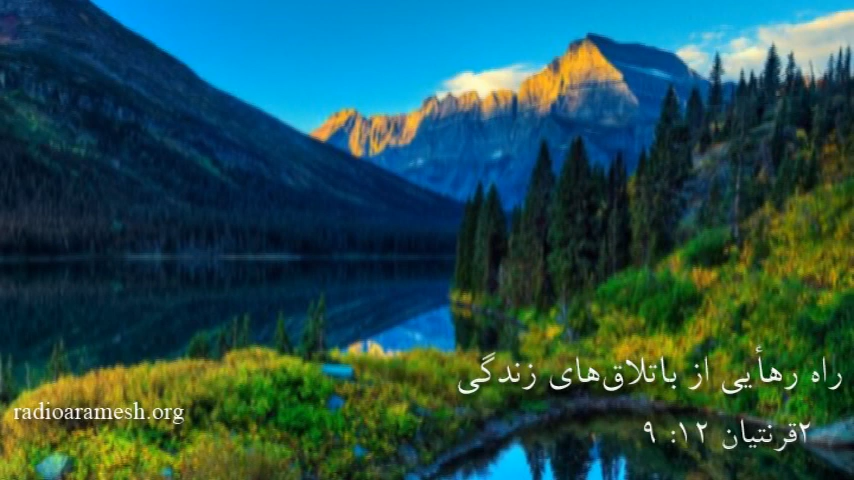 راه رهأیی از باتلاق‌های زندگی
radioaramesh.org
۲قرنتیان ۱۲: ۹